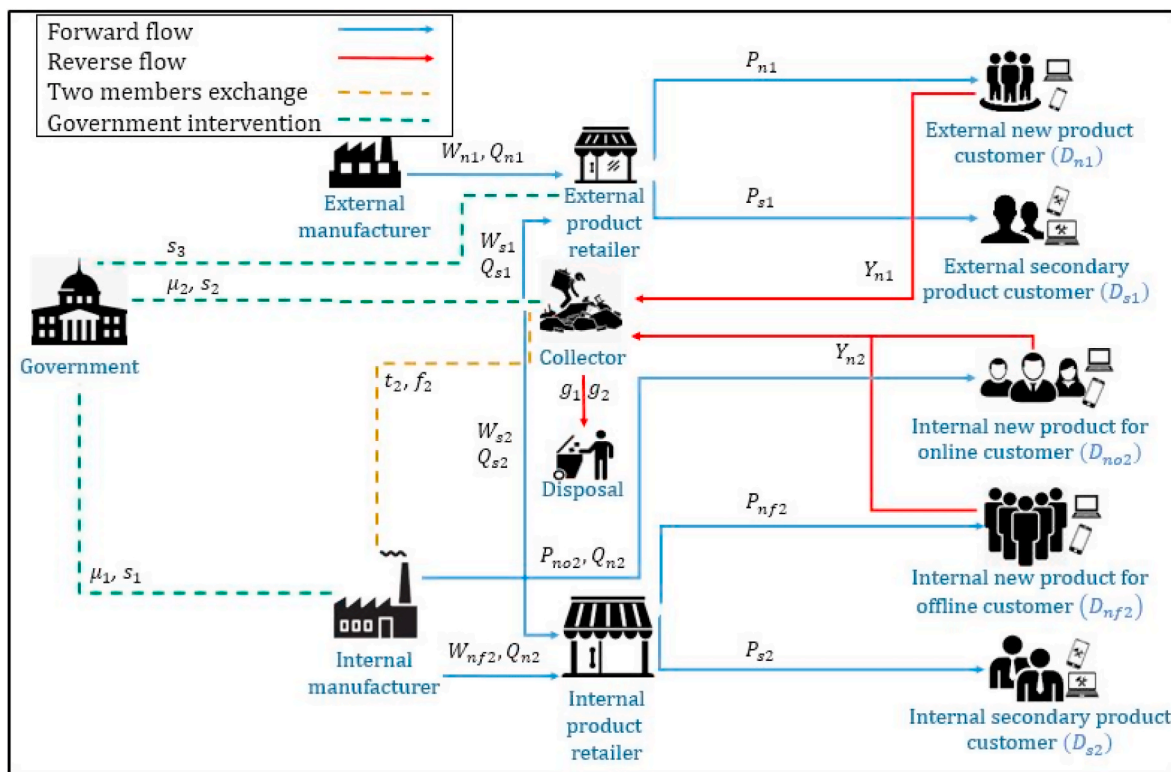 Forward flow
Reverse flow
Two members exchange
Government intervention
P_{n1}
External new product
customer (D_{n1})
W_{n1}, Q_{n1}
External manufacturer
External
product
retailer
P_{s1}
External secondary
product customer (D_{s1})
W_{s1}
Q_{s1}
s_3
μ_2, s_2
Y_{n1}
Government
Collector
t_2, f_2
g_1 g_2
Y_{n2}
Internal new product for
online customer (D_{no2})
W_{s2}
Q_{s2}
Disposal
P_{nf2}
Internal new product for
offline customer (D_{nf2})
P_{no2}, Q_{n2}
μ_1, s_1
Internal
manufacturer
W_{nf2}, Q_{n2}
Internal
product
retailer
P_{s2}
Internal secondary product
customer (D_{s2})